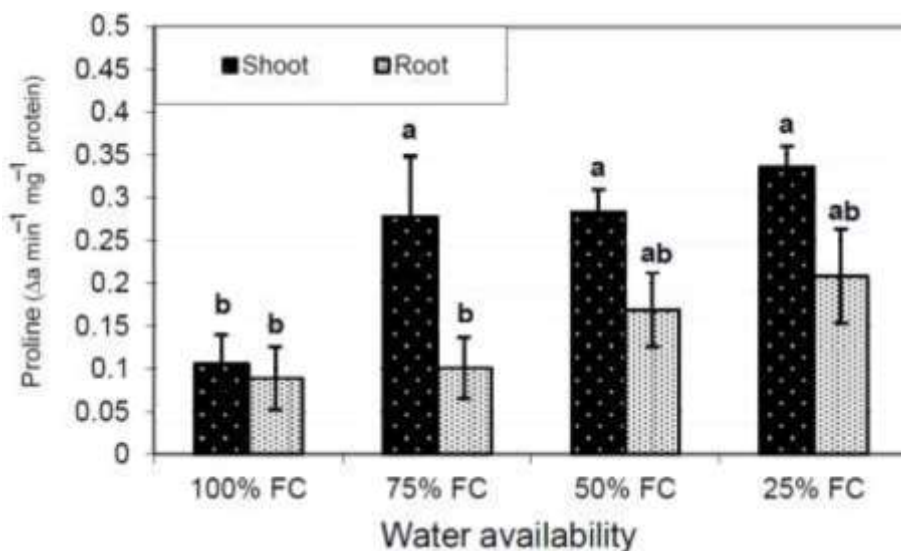 Proline (Δa min⁻¹ mg⁻¹ protein)
0.5
0.45
0.4
0.35
0.3
0.25
0.2
0.15
0.1
0.05
0
Shoot Root
b b a b a ab a ab
100% FC 75% FC 50% FC 25% FC
Water availability